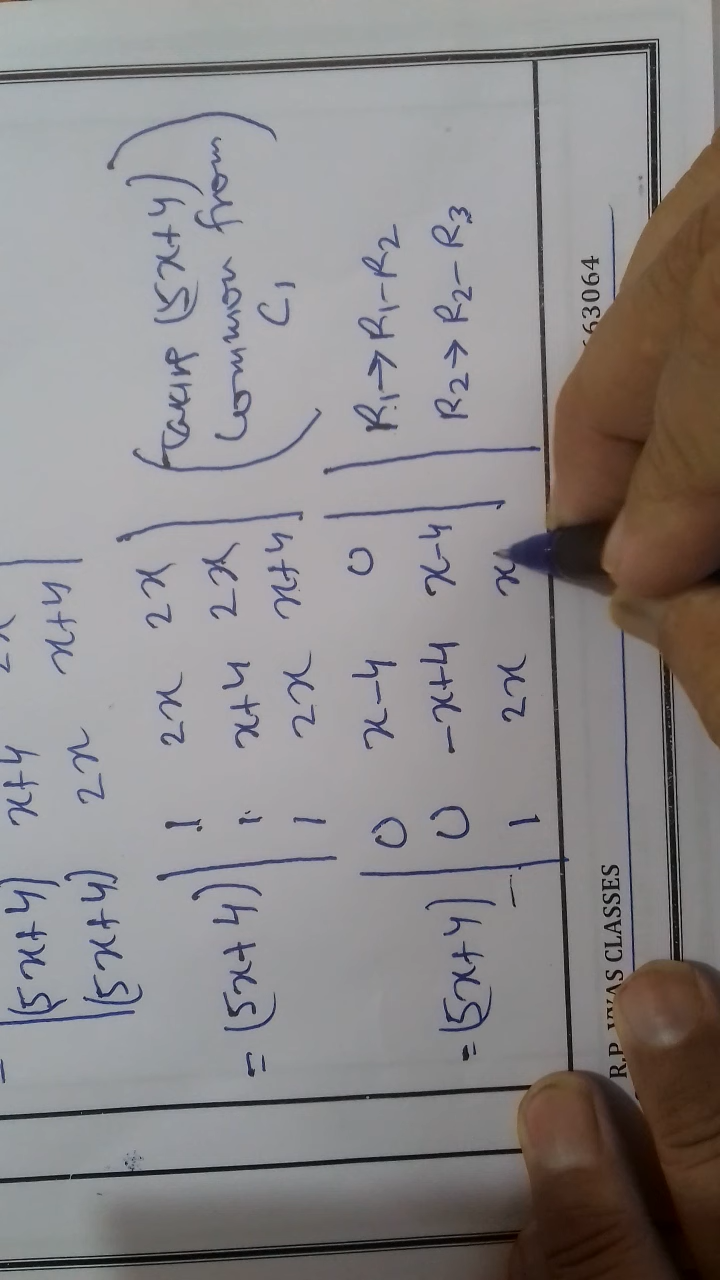 = |(5x+4) x+4 2x|
|(5x+4) 2x x+4|
= (5x+4) | 1 2x 2x | (Taking (5x+4)
1 x+4 2x common from
1 2x x+4 C1)
= (5x+4) | 0 x-4 0 | R1→R1-R2
0 -x+4 x-4 R2→R2-R3
1 2x x
R.P. VYAS CLASSES 663064